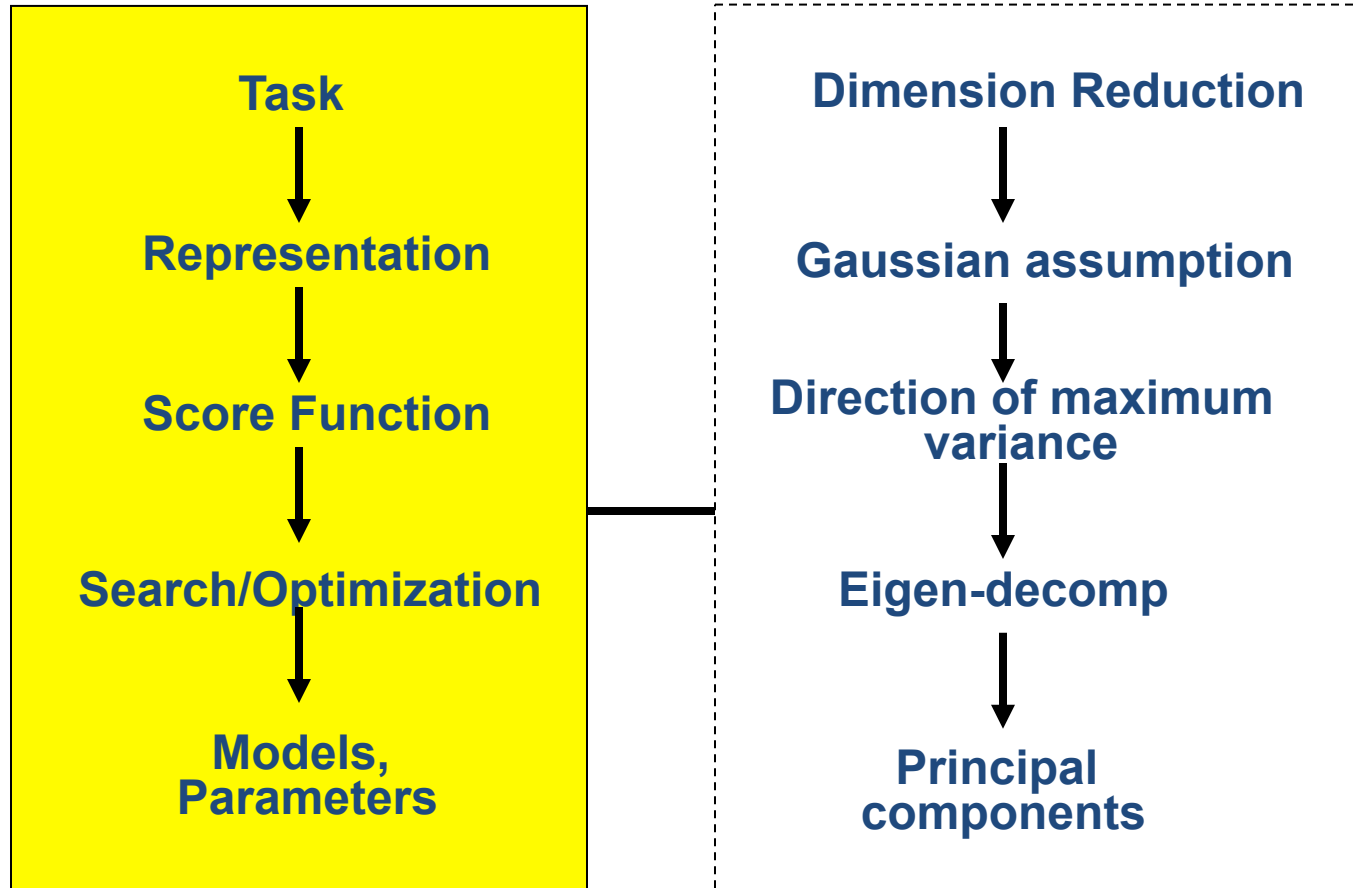 Task
Representation
Score Function
Search/Optimization
Models,
Parameters
Dimension Reduction
Gaussian assumption
Direction of maximum
variance
Eigen-decomp
Principal
components